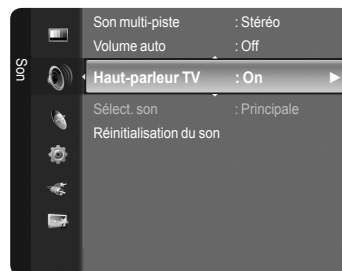 Son
Son multi-piste : Stéréo
Volume auto : Off
Haut-parleur TV : On
Sélect. son : Principale
Réinitialisation du son